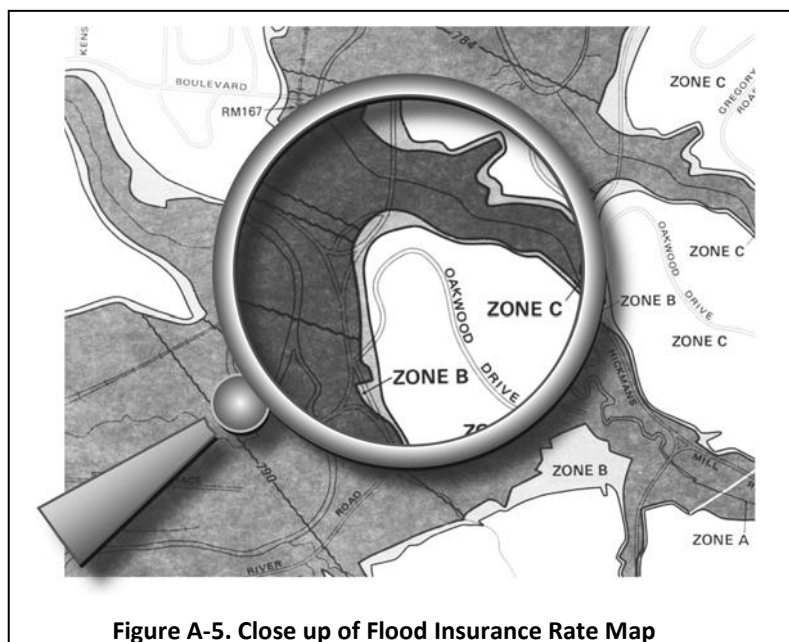 KENS
784
ZONE C
BOULEVARD
GREGORY
ROA
RM167
OAKWOOD
DRIVE
ZONE C
ZONE C
ZONE B
OAKWOOD
DRIVE
ZONE C
ZONE B
HICKMANS
MILL
R
ZONE B
790
ROAD
RIVER
ZONE A
Figure A-5. Close up of Flood Insurance Rate Map